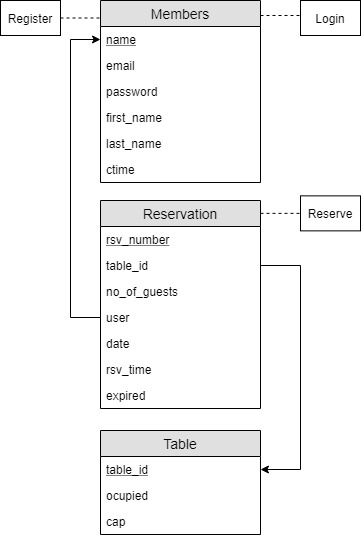 Register
Members
Login
name
email
password
first_name
last_name
ctime
Reservation
Reserve
rsv_number
table_id
no_of_guests
user
date
rsv_time
expired
Table
table_id
ocupied
cap